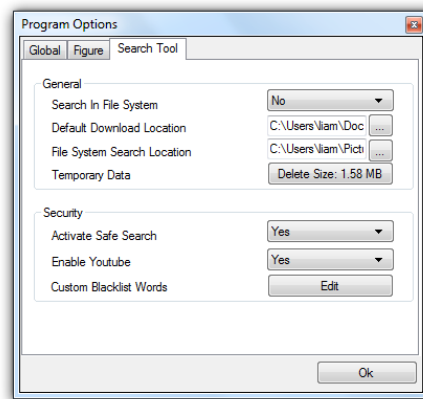 Program Options
Global Figure Search Tool
General
Search In File System No
Default Download Location C:\Users\liam\Doc ...
File System Search Location C:\Users\liam\Pictu ...
Temporary Data Delete Size: 1.58 MB
Security
Activate Safe Search Yes
Enable Youtube Yes
Custom Blacklist Words Edit
Ok